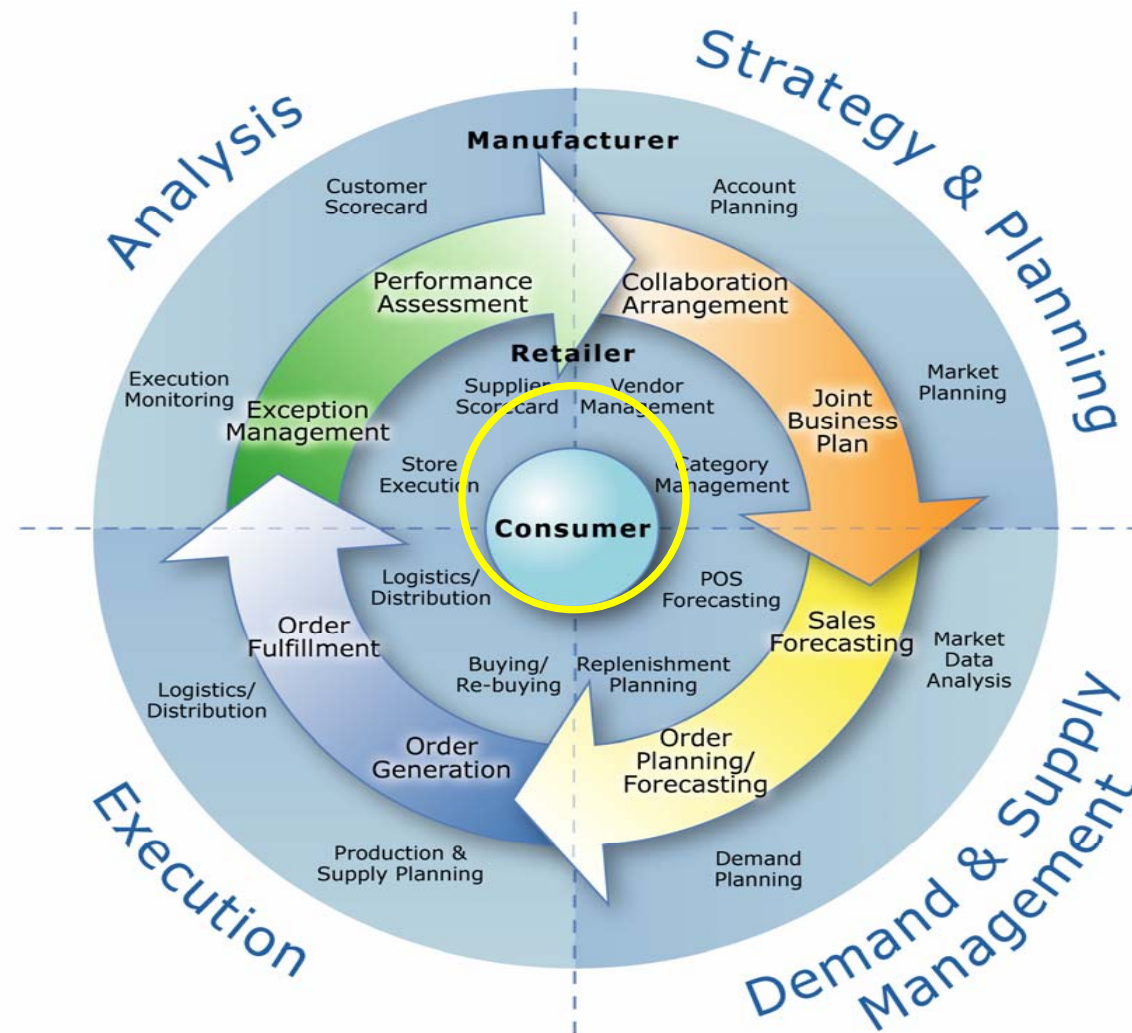 Analysis
Strategy & Planning
Manufacturer
Customer
Scorecard
Account
Planning
Performance
Assessment
Collaboration
Arrangement
Retailer
Execution
Monitoring
Supplier
Scorecard
Vendor
Management
Market
Planning
Exception
Management
Joint
Business
Plan
Store
Execution
Category
Management
Consumer
Logistics/
Distribution
POS
Forecasting
Order
Fulfillment
Sales
Forecasting
Market
Data
Analysis
Logistics/
Distribution
Buying/
Re-buying
Replenishment
Planning
Order
Generation
Order
Planning/
Forecasting
Production &
Supply Planning
Demand
Planning
Execution
Demand & Supply
Management